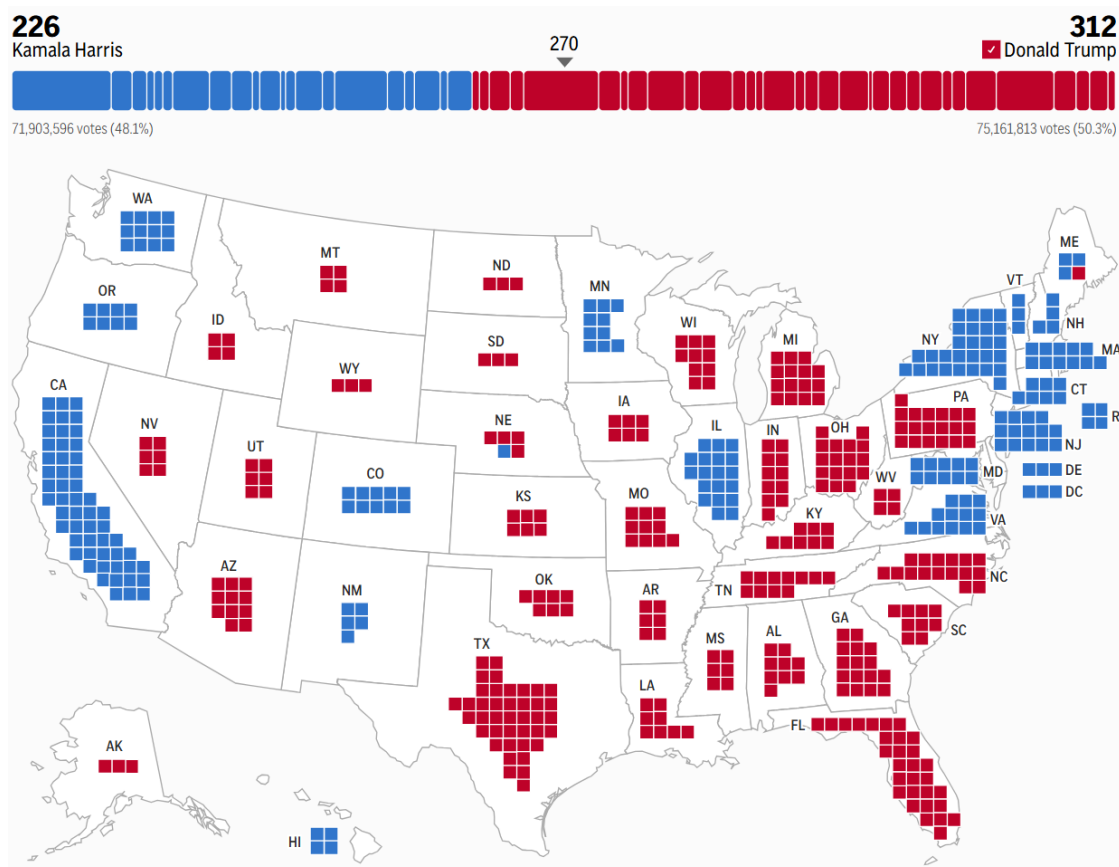 226
Kamala Harris
270
312
✓ Donald Trump
71,903,596 votes (48.1%)
75,161,813 votes (50.3%)
WA
ME
MT
ND
VT
OR
MN
ID
WI
NH
SD
MI
NY
MA
WY
CA
CT
IA
PA
NE
NV
IL
IN
OH
R
UT
NJ
CO
MD
DE
WV
DC
KS
MO
KY
VA
AZ
NC
OK
TN
NM
AR
GA
SC
AL
MS
TX
LA
FL
AK
HI